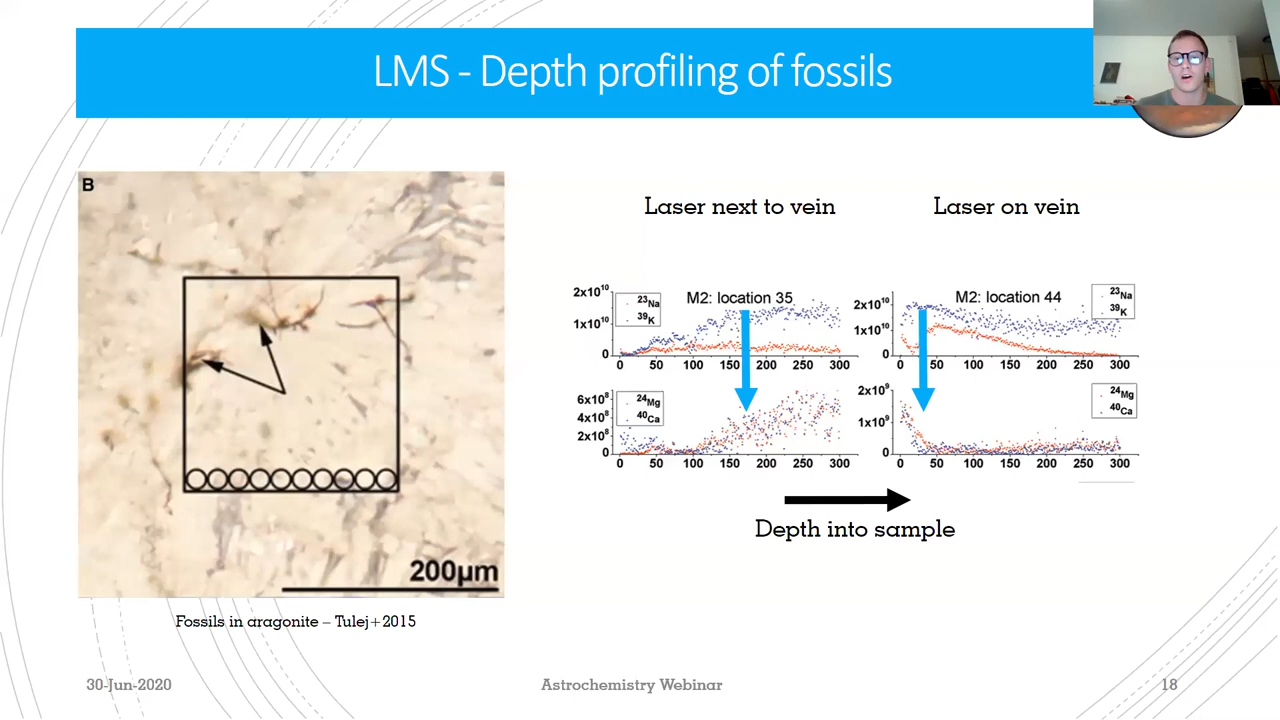 LMS - Depth profiling of fossils
B
200µm
Fossils in aragonite – Tulej+2015
Laser next to vein
Laser on vein
2x10¹⁰
1x10¹⁰
0
²³Na
³⁹K
M2: location 35
0 50 100 150 200 250 300
6x10⁸
4x10⁸
2x10⁸
0
²⁴Mg
⁴⁰Ca
0 50 100 150 200 250 300
2x10¹⁰
1x10¹⁰
0
M2: location 44
²³Na
³⁹K
0 50 100 150 200 250 300
2x10⁹
1x10⁹
0
²⁴Mg
⁴⁰Ca
0 50 100 150 200 250 300
Depth into sample
30-Jun-2020
Astrochemistry Webinar
18